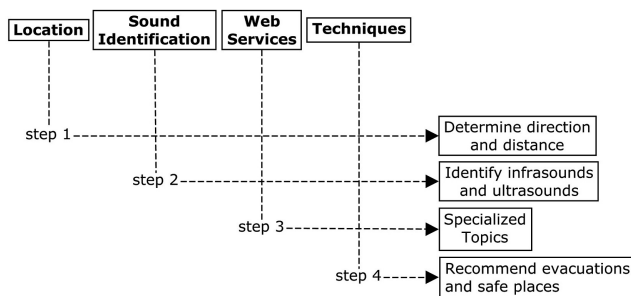 Location
Sound
Identification
Web
Services
Techniques
step 1
Determine direction
and distance
step 2
Identify infrasounds
and ultrasounds
step 3
Specialized
Topics
step 4
Recommend evacuations
and safe places